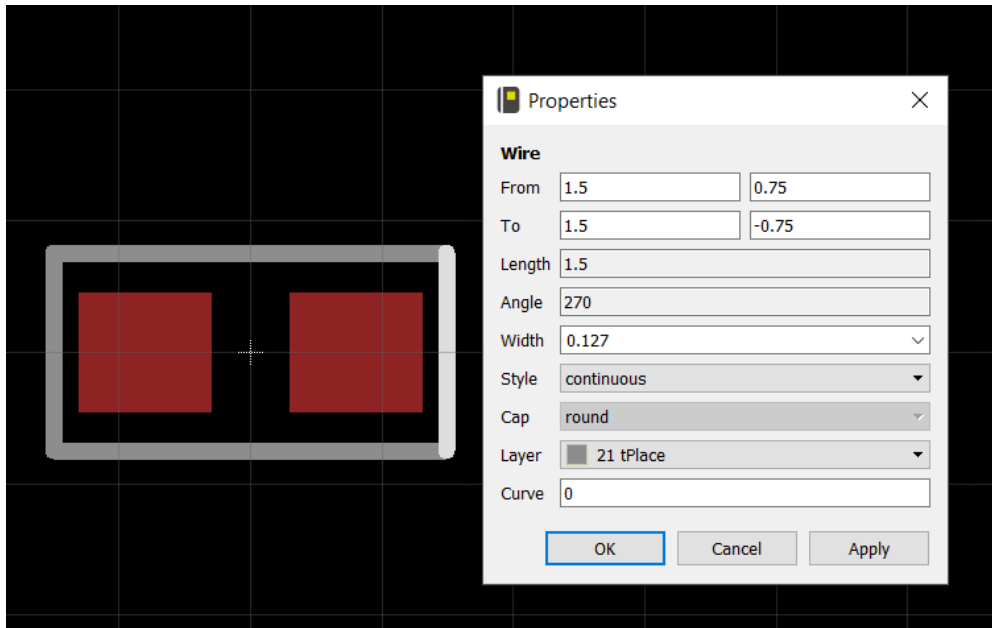 Properties
Wire
From 1.5 0.75
To 1.5 -0.75
Length 1.5
Angle 270
Width 0.127
Style continuous
Cap round
Layer 21 tPlace
Curve 0
OK Cancel Apply